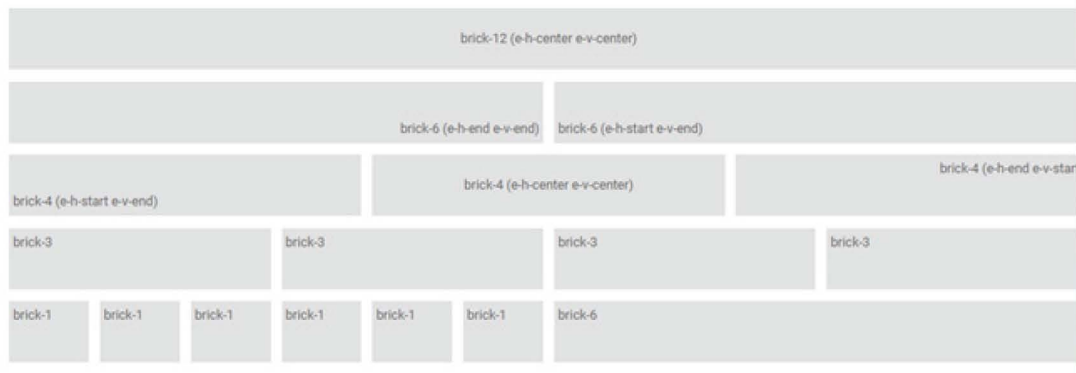 brick-12 (e-h-center e-v-center)
brick-6 (e-h-end e-v-end)
brick-6 (e-h-start e-v-end)
brick-4 (e-h-start e-v-end)
brick-4 (e-h-center e-v-center)
brick-4 (e-h-end e-v-star
brick-3
brick-3
brick-3
brick-3
brick-1
brick-1
brick-1
brick-1
brick-1
brick-1
brick-6